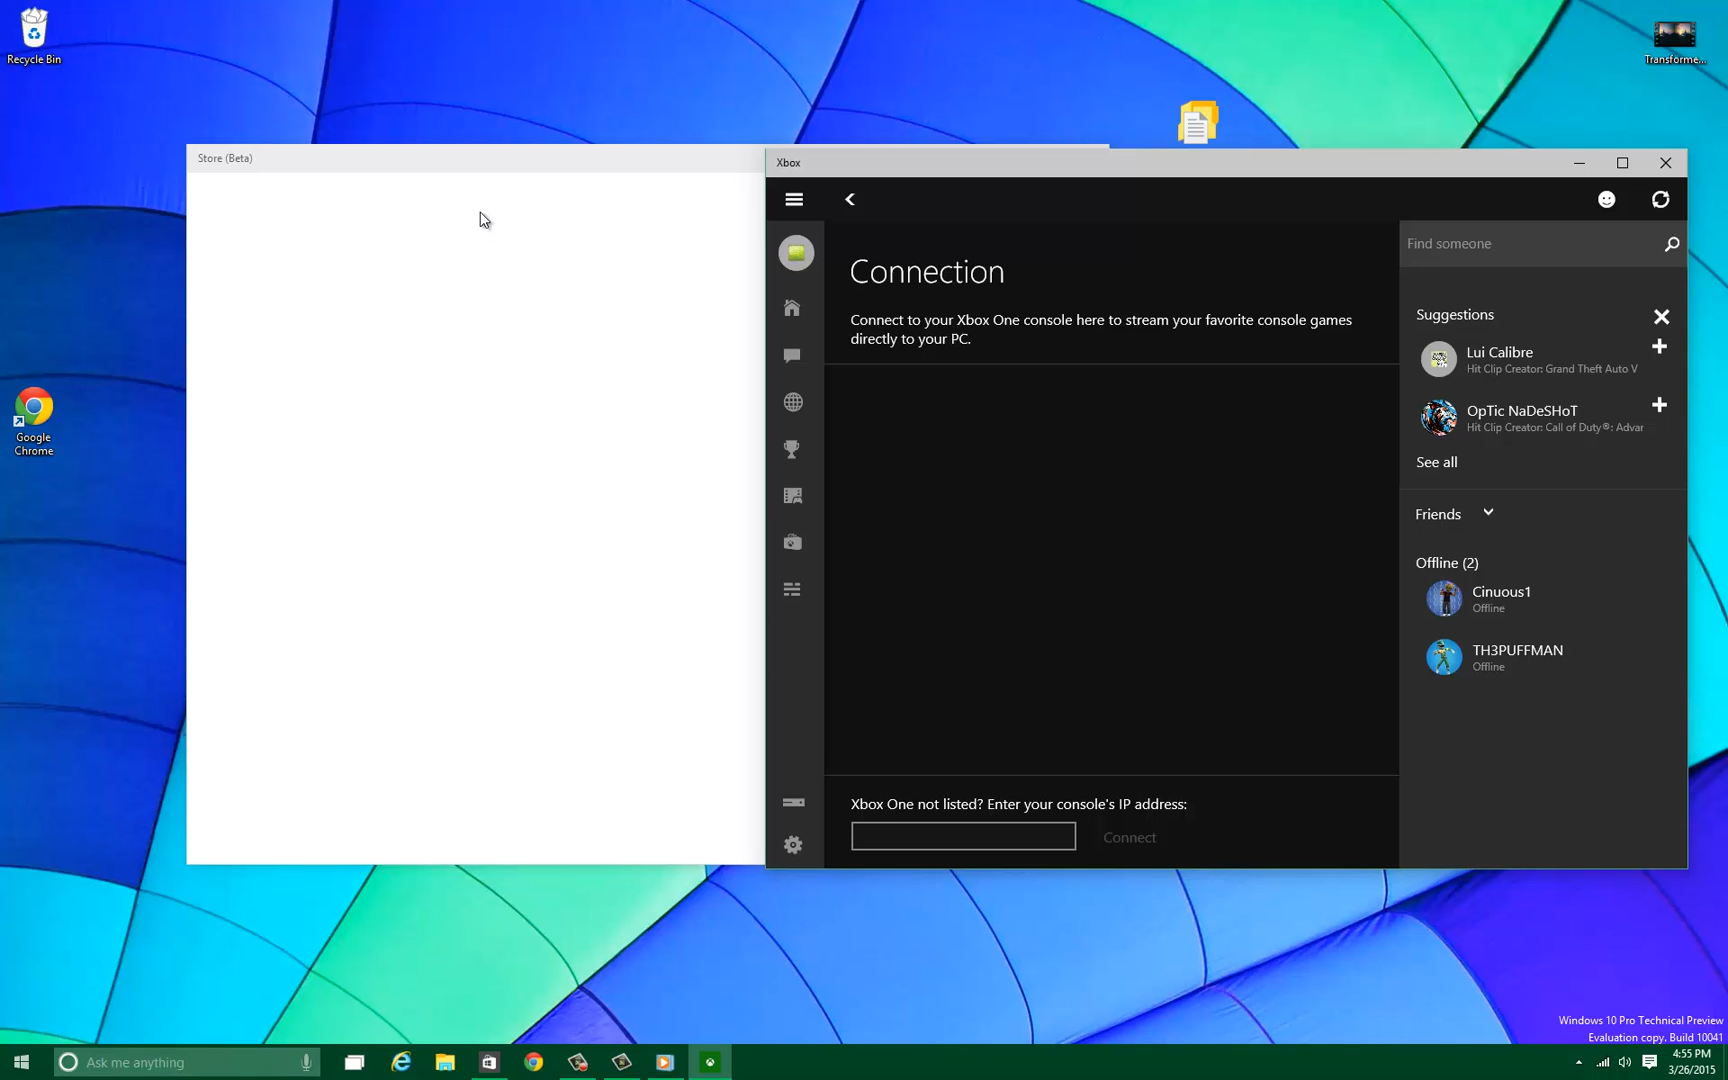 Recycle Bin
Transforme...
Store (Beta)
Xbox
Connection
Connect to your Xbox One console here to stream your favorite console games
directly to your PC.
Find someone
Suggestions
Lui Calibre
Hit Clip Creator: Grand Theft Auto V
OpTic NaDeSHoT
Hit Clip Creator: Call of Duty®: Advar
See all
Friends
Offline (2)
Cinuous1
Offline
TH3PUFFMAN
Offline
Google
Chrome
Xbox One not listed? Enter your console's IP address:
Connect
Windows 10 Pro Technical Preview
Evaluation copy. Build 10041
Ask me anything
4:55 PM
3/26/2015